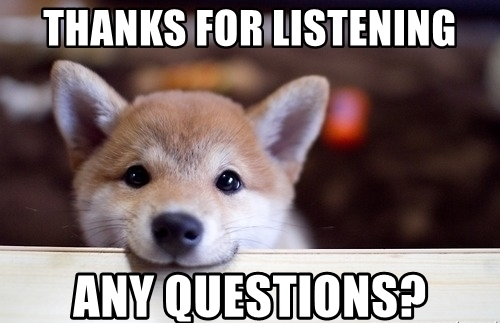 THANKS FOR LISTENING
ANY QUESTIONS?